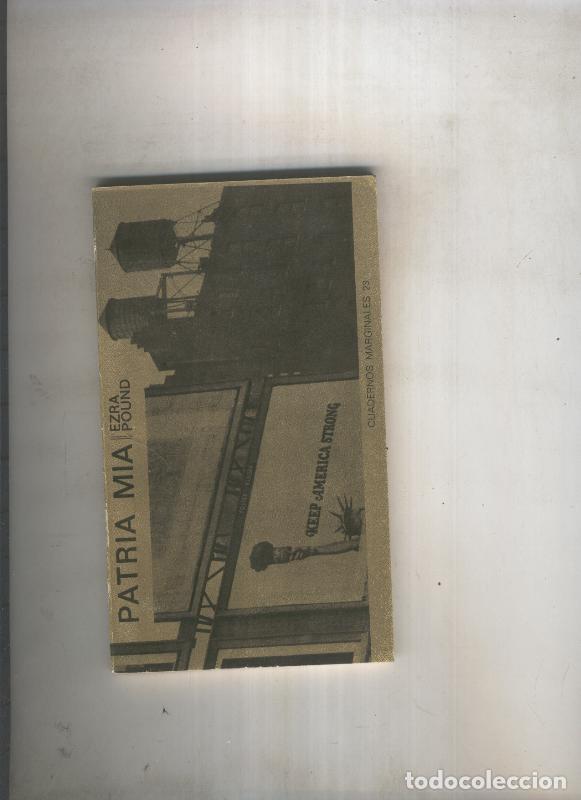 PATRIA MIA
EZRA
POUND
KEEP AMERICA STRONG
CUADERNOS MARGINALES 23
todocoleccion